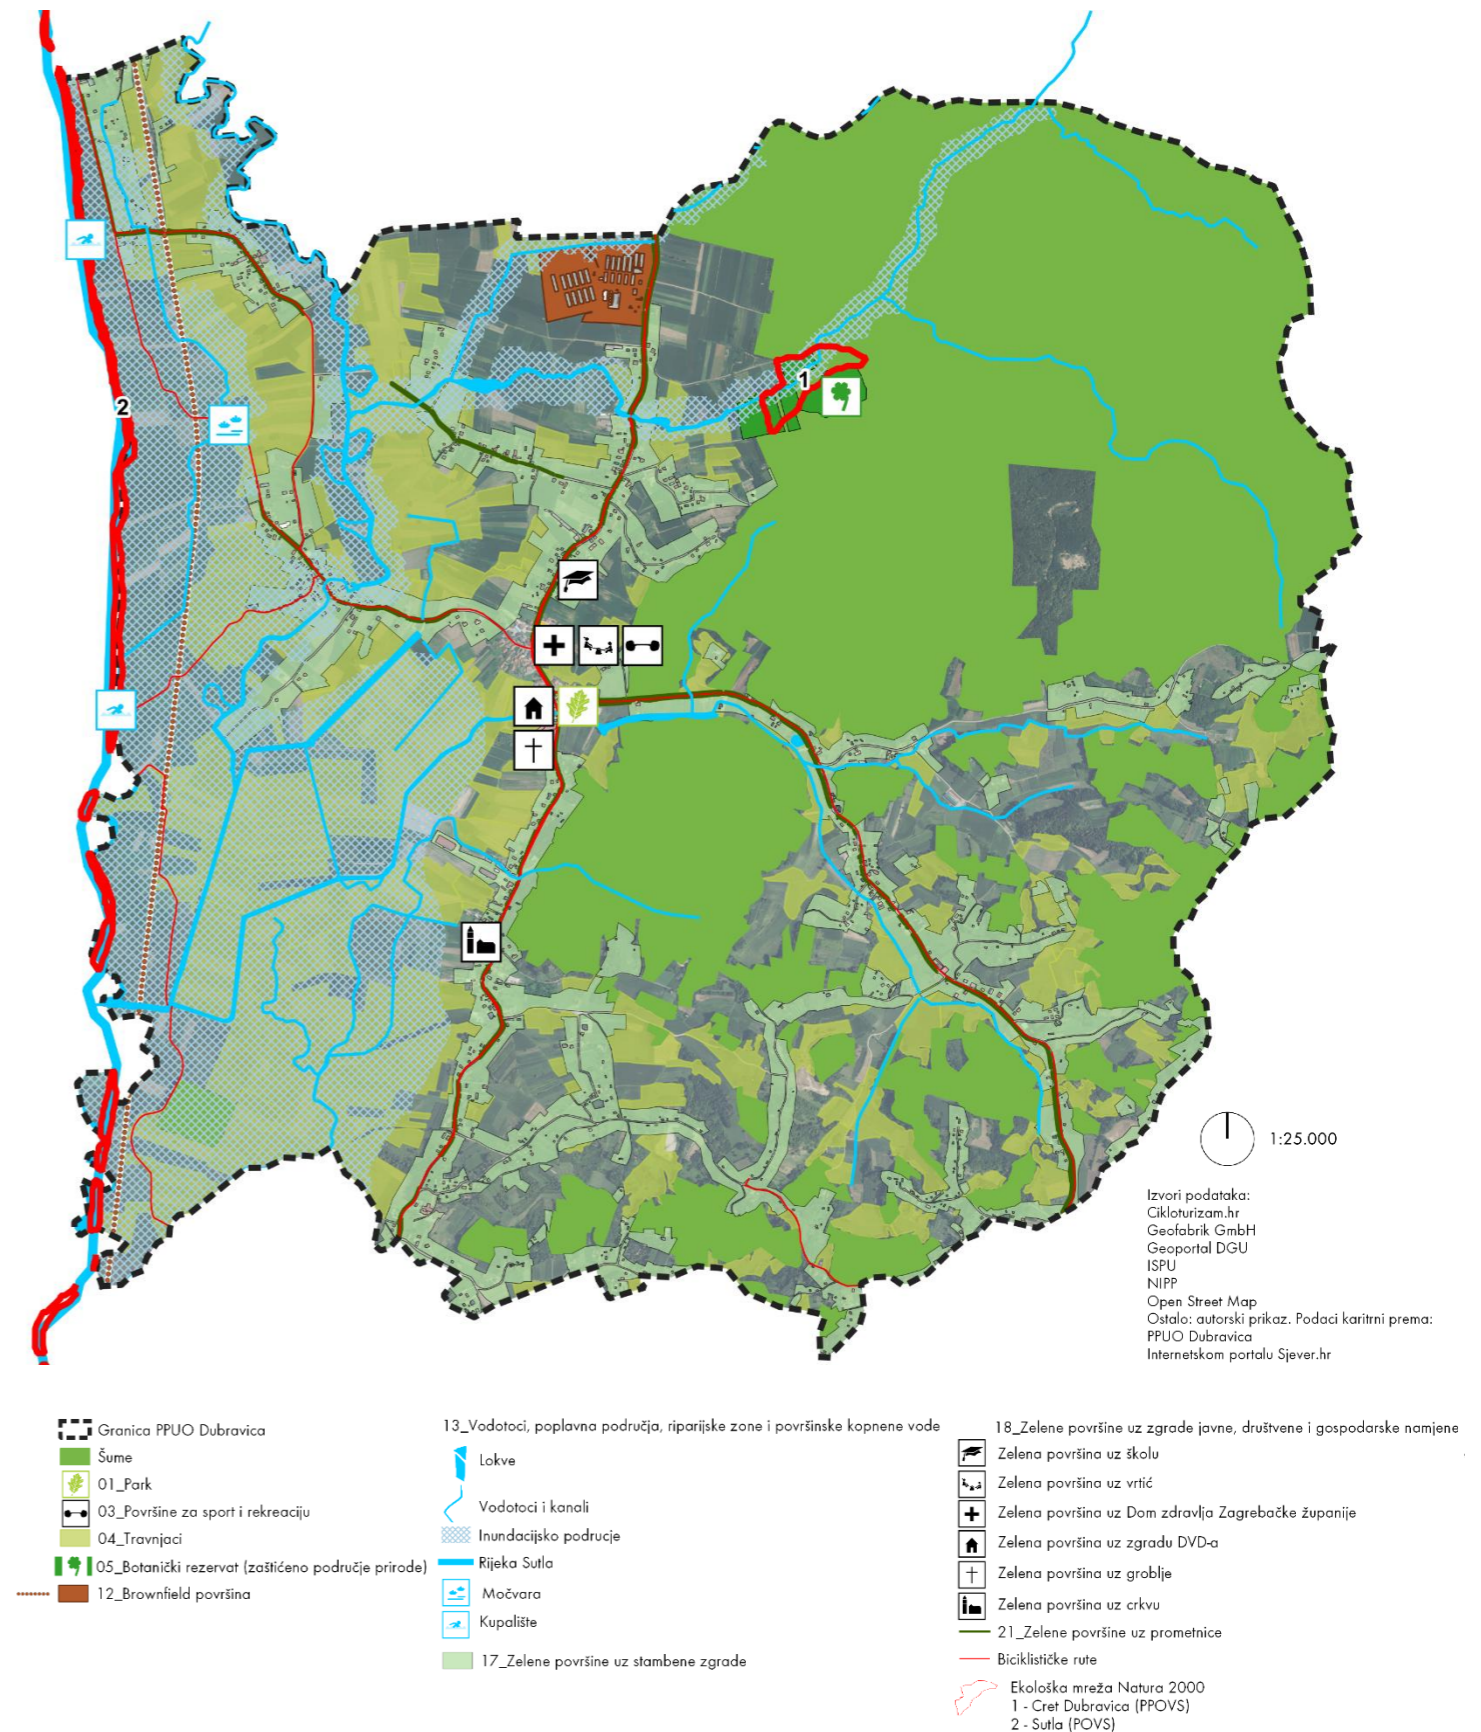 2
1
1:25.000
Izvori podataka:
Cikloturizam.hr
Geofabrik GmbH
Geoportal DGU
ISPU
NIPP
Open Street Map
Ostalo: autorski prikaz. Podaci karitrni prema:
PPUO Dubravica
Internetskom portalu Sjever.hr
Granica PPUO Dubravica
Šume
01_Park
03_Površine za sport i rekreaciju
04_Travnjaci
05_Botanički rezervat (zaštićeno područje prirode)
12_Brownfield površina
13_Vodotoci, poplavna područja, riparijske zone i površinske kopnene vode
Lokve
Vodotoci i kanali
Inundacijsko podrucje
Rijeka Sutla
Močvara
Kupalište
17_Zelene površine uz stambene zgrade
18_Zelene površine uz zgrade javne, društvene i gospodarske namjene
Zelena površina uz školu
Zelena površina uz vrtić
Zelena površina uz Dom zdravlja Zagrebačke županije
Zelena površina uz zgradu DVD-a
Zelena površina uz groblje
Zelena površina uz crkvu
21_Zelene površine uz prometnice
Biciklističke rute
Ekološka mreža Natura 2000
1 - Cret Dubravica (PPOVS)
2 - Sutla (POVS)